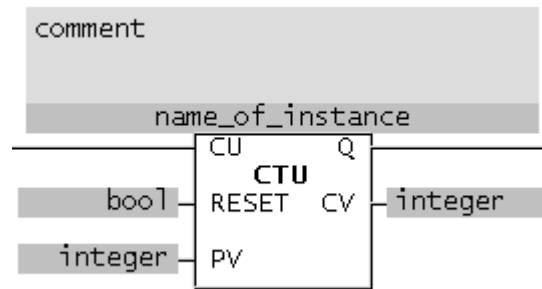 comment
name_of_instance
CU Q
CTU
bool RESET CV integer
integer PV